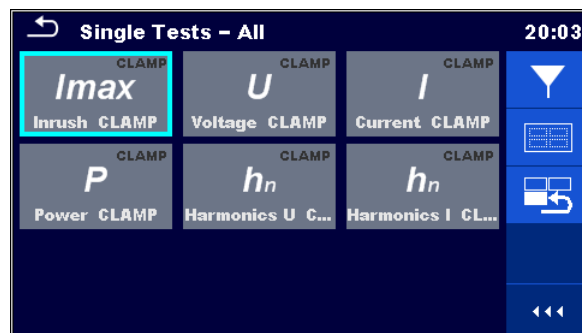 Single Tests – All 20:03
CLAMP CLAMP CLAMP
Imax U I
Inrush CLAMP Voltage CLAMP Current CLAMP
CLAMP CLAMP CLAMP
P hn hn
Power CLAMP Harmonics U C... Harmonics I CL...